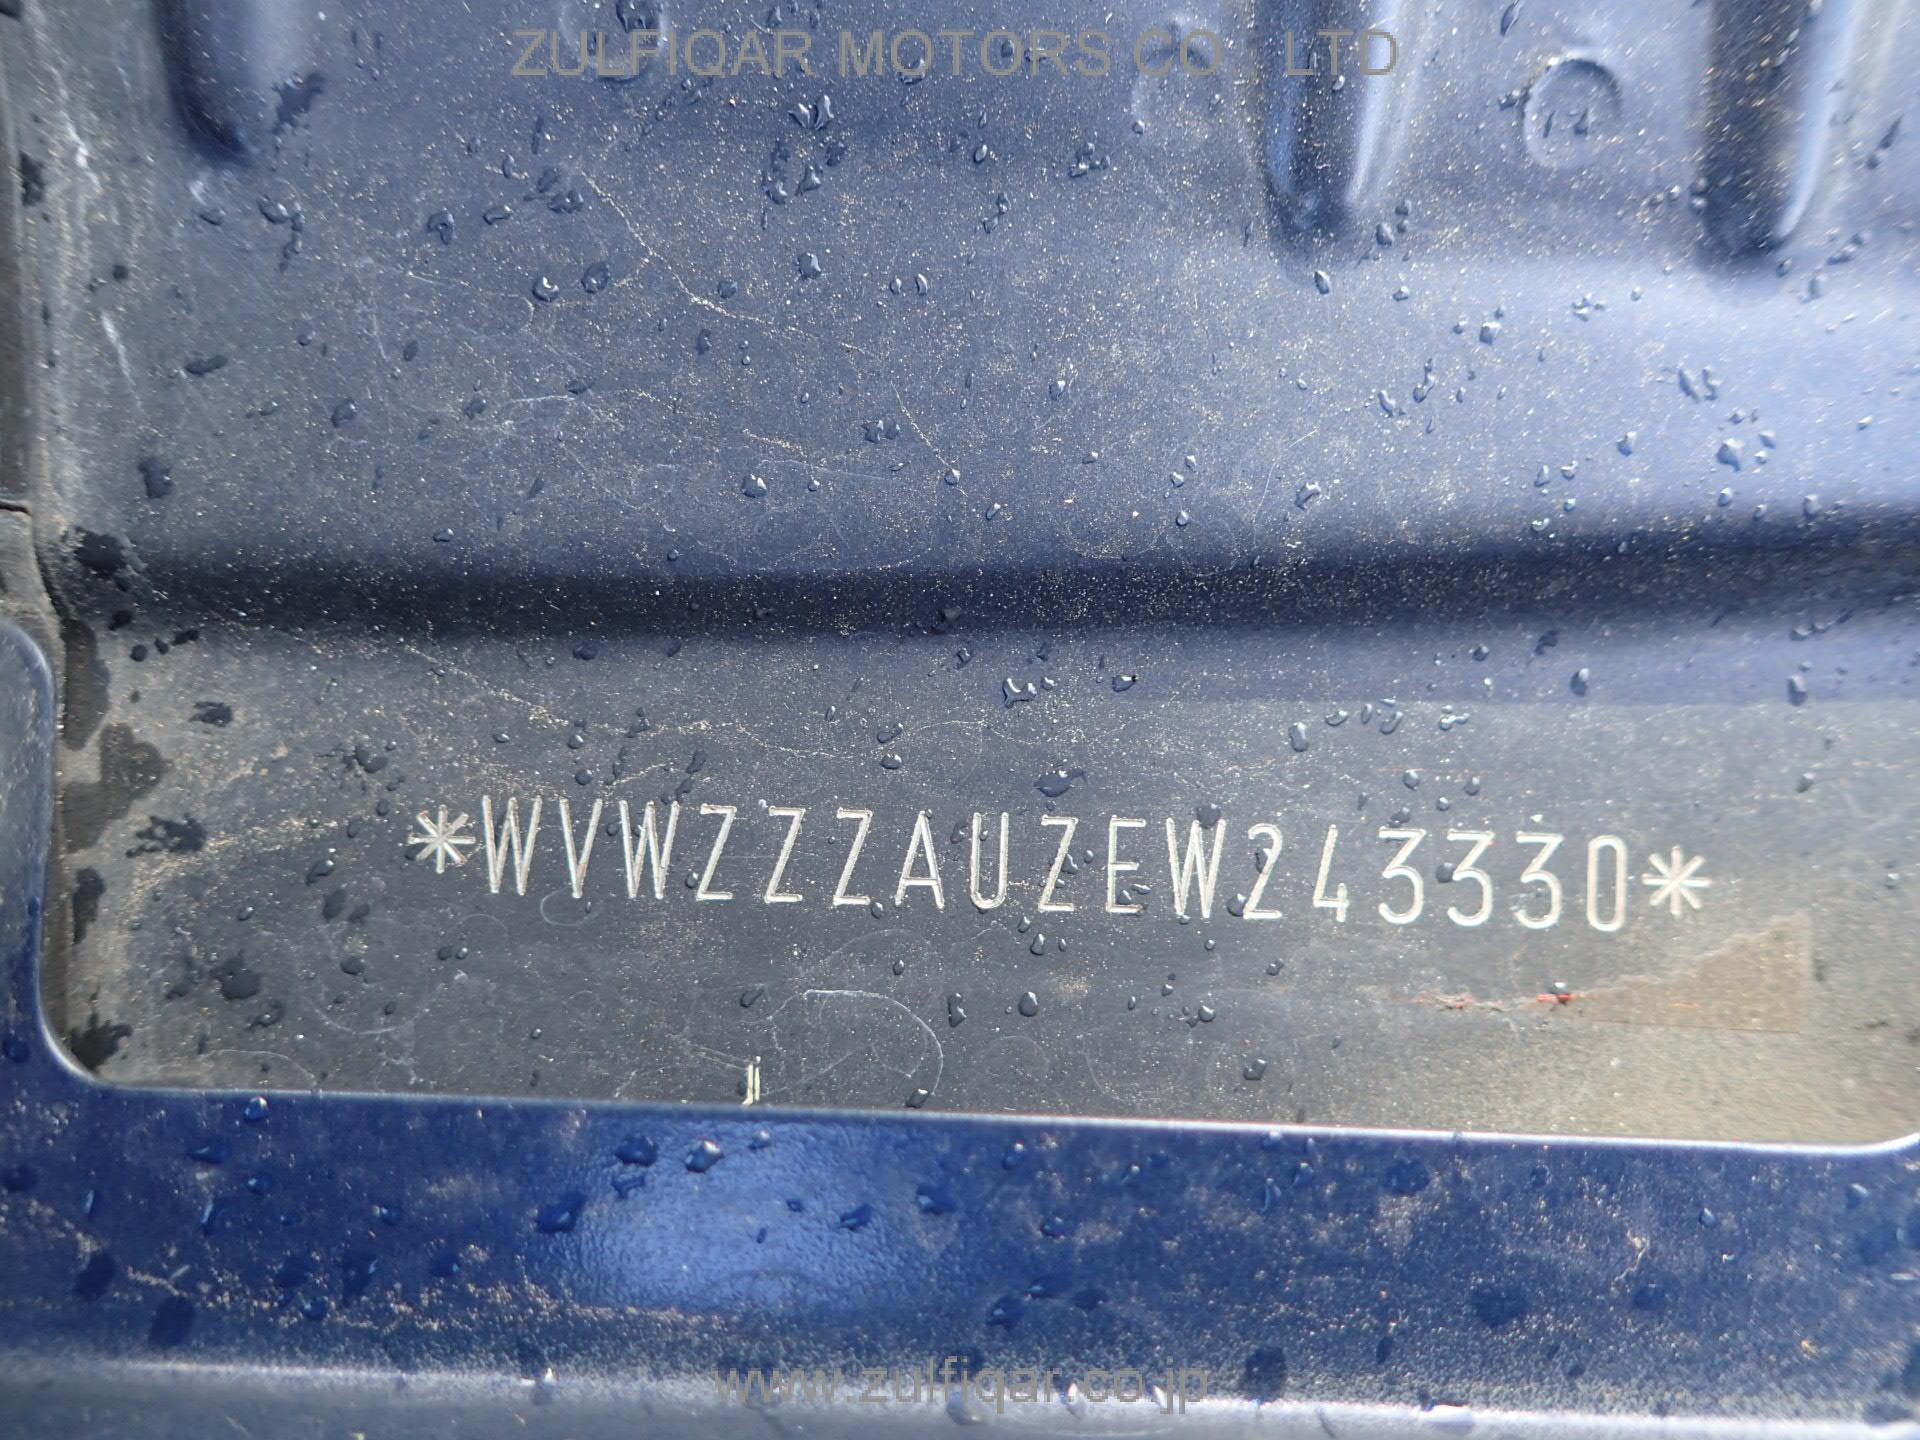 ZULFIQAR MOTORS CO., LTD
*WVWZZZAUZEW243330*
www.zulfiqar.co.jp